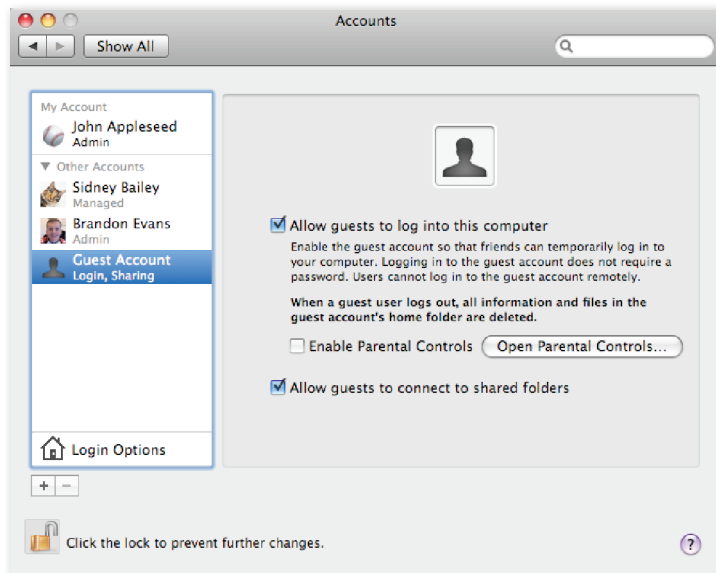 Accounts
Show All
My Account
John Appleseed
Admin
Other Accounts
Sidney Bailey
Managed
Brandon Evans
Admin
Guest Account
Login, Sharing
Login Options
Allow guests to log into this computer
Enable the guest account so that friends can temporarily log in to
your computer. Logging in to the guest account does not require a
password. Users cannot log in to the guest account remotely.
When a guest user logs out, all information and files in the
guest account's home folder are deleted.
Enable Parental Controls
Open Parental Controls...
Allow guests to connect to shared folders
+ −
Click the lock to prevent further changes.
?